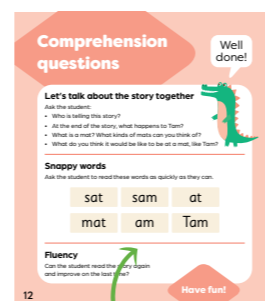 Comprehension
questions
Well
done!
Let's talk about the story together
Ask the student:
• Who is telling this story?
• At the end of the story, what happens to Tam?
• What is a mat? What kinds of mats can you think of?
• What do you think it would be like to be at a mat, like Tam?
Snappy words
Ask the student to read these words as quickly as they can.
sat sam at
mat am Tam
Fluency
Can the student read the story again
and improve on the last time?
Have fun!
12